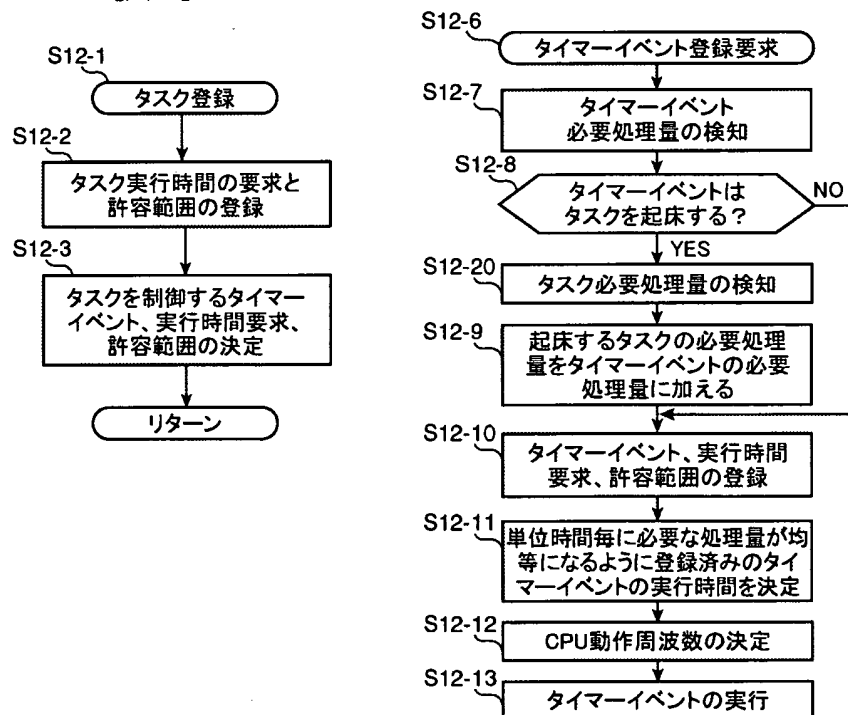 S12-1
タスク登録
S12-2
タスク実行時間の要求と
許容範囲の登録
S12-3
タスクを制御するタイマー
イベント、実行時間要求、
許容範囲の決定
リターン
S12-6
タイマーイベント登録要求
S12-7
タイマーイベント
必要処理量の検知
S12-8
タイマーイベントは
タスクを起床する?
NO
YES
S12-20
タスク必要処理量の検知
S12-9
起床するタスクの必要処理
量をタイマーイベントの必要
処理量に加える
S12-10
タイマーイベント、実行時間
要求、許容範囲の登録
S12-11
単位時間毎に必要な処理量が均
等になるように登録済みのタイ
マーイベントの実行時間を決定
S12-12
CPU動作周波数の決定
S12-13
タイマーイベントの実行